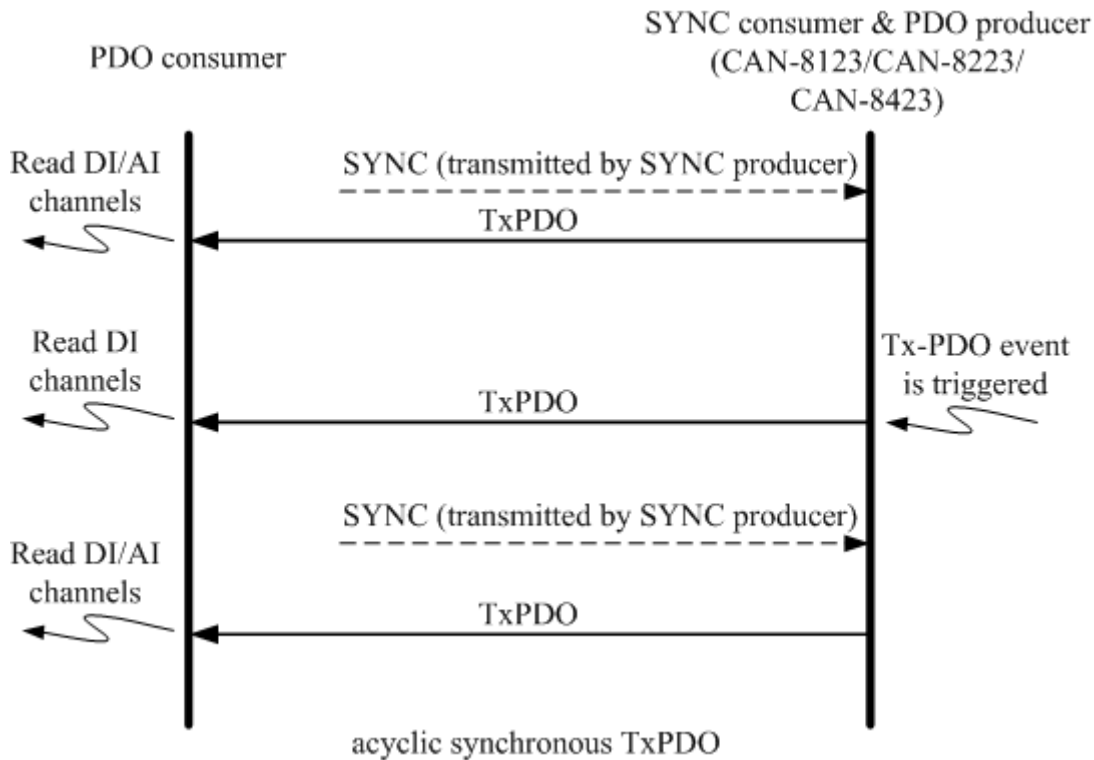 PDO consumer
SYNC consumer & PDO producer
(CAN-8123/CAN-8223/
CAN-8423)
Read DI/AI
channels
SYNC (transmitted by SYNC producer)
TxPDO
Read DI
channels
TxPDO
Tx-PDO event
is triggered
SYNC (transmitted by SYNC producer)
Read DI/AI
channels
TxPDO
acyclic synchronous TxPDO